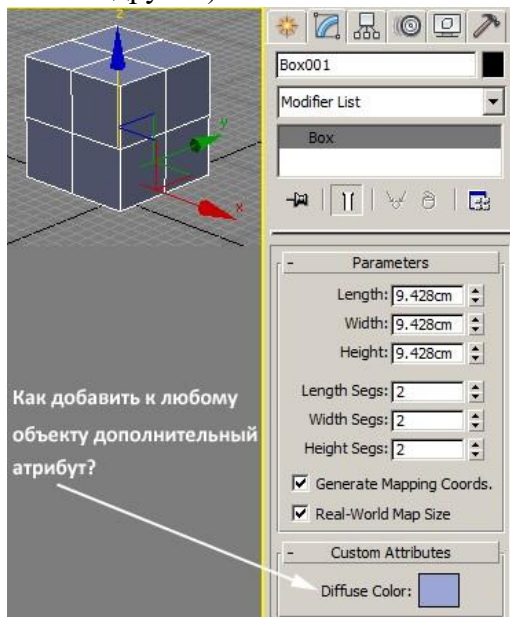 z
y
x
Box001
Modifier List
Box
- Parameters
Length: 9.428cm
Width: 9.428cm
Height: 9.428cm
Length Segs: 2
Width Segs: 2
Height Segs: 2
Generate Mapping Coords.
Real-World Map Size
- Custom Attributes
Diffuse Color:
Как добавить к любому
объекту дополнительный
атрибут?